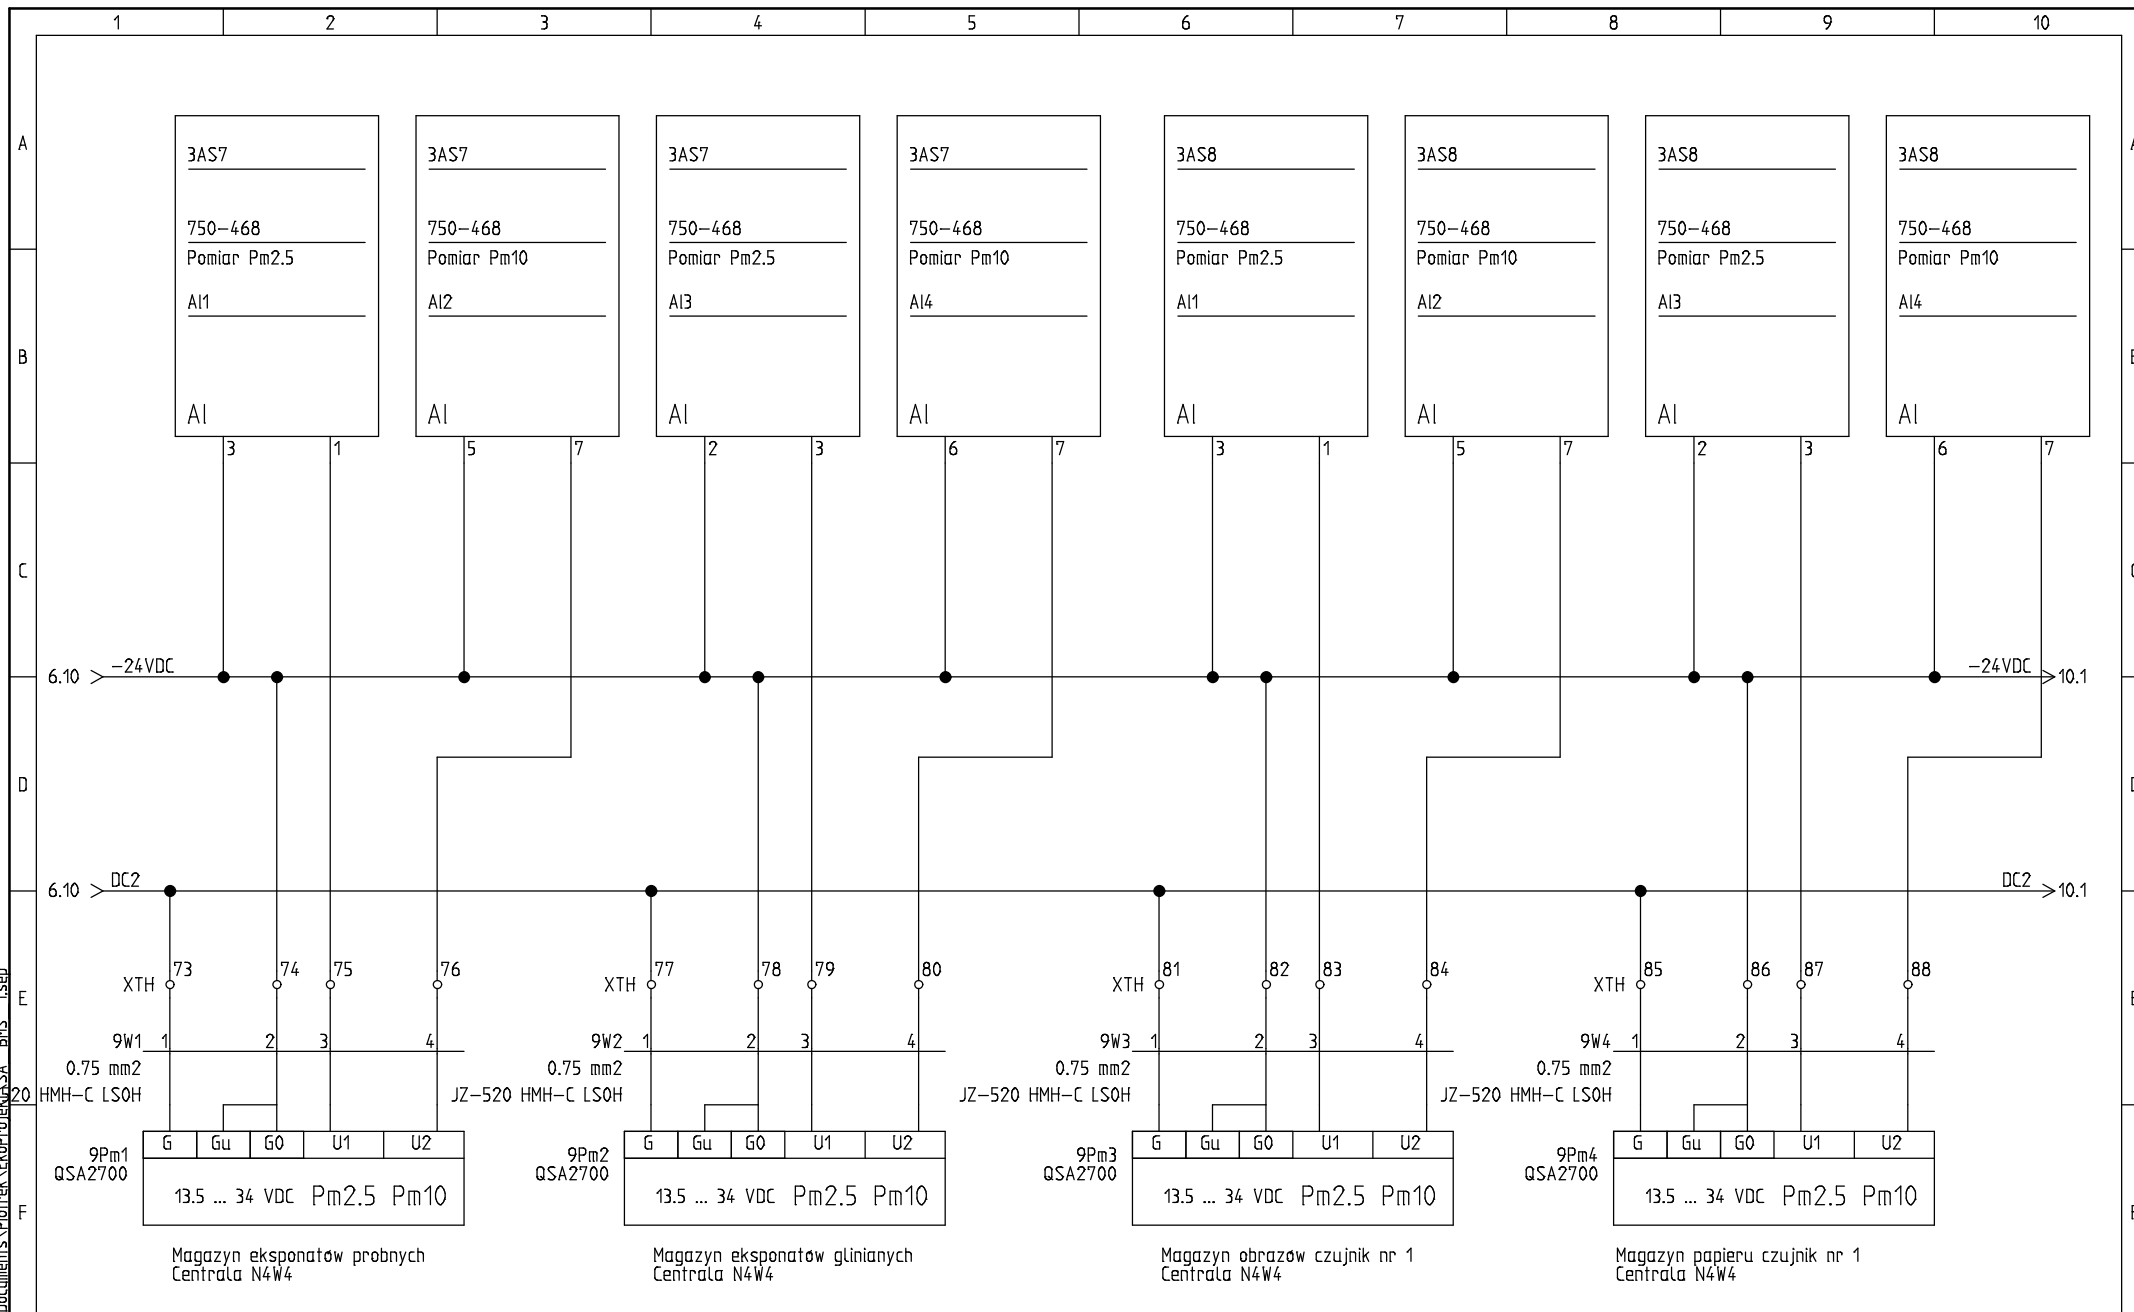 1 2 3 4 5 6 7 8 9 10
A
3AS7 3AS7 3AS7 3AS7 3AS8 3AS8 3AS8 3AS8
750-468 750-468 750-468 750-468 750-468 750-468 750-468 750-468
Pomiar Pm2.5 Pomiar Pm10 Pomiar Pm2.5 Pomiar Pm10 Pomiar Pm2.5 Pomiar Pm10 Pomiar Pm2.5 Pomiar Pm10
AI1 AI2 AI3 AI4 AI1 AI2 AI3 AI4
B
AI AI AI AI AI AI AI AI
3 1 5 7 2 3 6 7 3 1 5 7 2 3 6 7
C
6.10 -24VDC -24VDC 10.1
D
6.10 DC2 DC2 10.1
E
XTH 73 74 75 76 XTH 77 78 79 80 XTH 81 82 83 84 XTH 85 86 87 88
9W1 1 2 3 4 9W2 1 2 3 4 9W3 1 2 3 4 9W4 1 2 3 4
0.75 mm2 0.75 mm2 0.75 mm2 0.75 mm2
20 HMH-C LSOH JZ-520 HMH-C LSOH JZ-520 HMH-C LSOH JZ-520 HMH-C LSOH
G Gu G0 U1 U2 G Gu G0 U1 U2 G Gu G0 U1 U2 G Gu G0 U1 U2
9Pm1 9Pm2 9Pm3 9Pm4
QSA2700 QSA2700 QSA2700 QSA2700
13.5 ... 34 VDC Pm2.5 Pm10 13.5 ... 34 VDC Pm2.5 Pm10 13.5 ... 34 VDC Pm2.5 Pm10 13.5 ... 34 VDC Pm2.5 Pm10
F
Magazyn eksponatów probnych Magazyn eksponatów glinianych Magazyn obrazów czujnik nr 1 Magazyn papieru czujnik nr 1
Centrala N4W4 Centrala N4W4 Centrala N4W4 Centrala N4W4